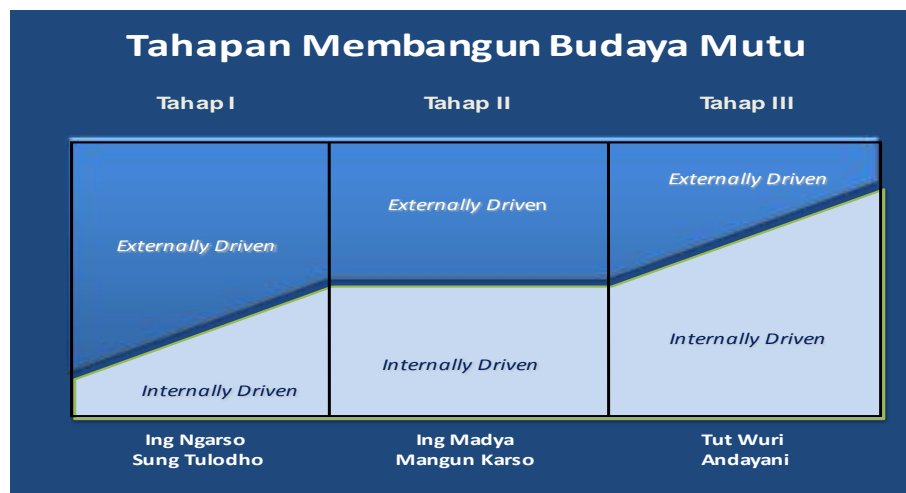 Tahapan Membangun Budaya Mutu
Tahap I
Tahap II
Tahap III
Externally Driven
Externally Driven
Externally Driven
Internally Driven
Internally Driven
Internally Driven
Ing Ngarso
Sung Tulodho
Ing Madya
Mangun Karso
Tut Wuri
Andayani